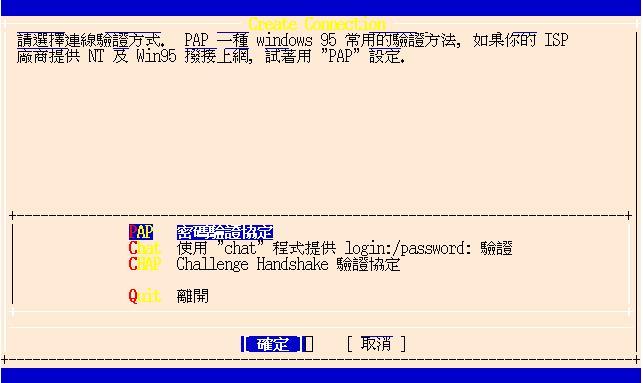 Create Connection
請選擇連線驗證方式. PAP 一種 windows 95 常用的驗證方法, 如果你的 ISP
廠商提供 NT 及 Win95 撥接上網, 試著用 "PAP" 設定.
PAP 密碼驗證協定
Chat 使用 "chat" 程式提供 login:/password: 驗證
CHAP Challenge Handshake 驗證協定
Quit 離開
[ 確定 ] [ 取消 ]